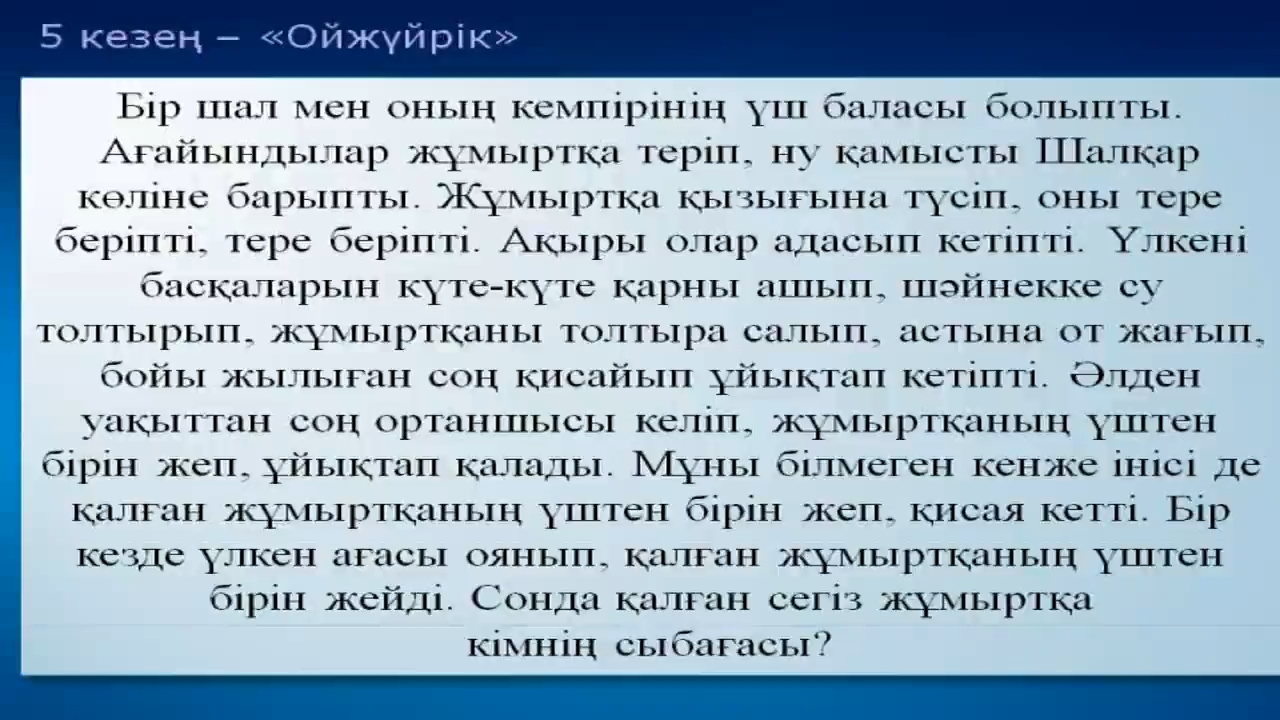 5 кезең – «Ойжүйрік»
Бір шал мен оның кемпірінің үш баласы болыпты.
Ағайындылар жұмыртқа теріп, ну қамысты Шалқар
көліне барыпты. Жұмыртқа қызығына түсіп, оны тере
беріпті, тере беріпті. Ақыры олар адасып кетіпті. Үлкені
басқаларын күте-күте қарны ашып, шәйнекке су
толтырып, жұмыртқаны толтыра салып, астына от жағып,
бойы жылыған соң қисайып ұйықтап кетіпті. Әлден
уақыттан соң ортаншысы келіп, жұмыртқаның үштен
бірін жеп, ұйықтап қалады. Мұны білмеген кенже інісі де
қалған жұмыртқаның үштен бірін жеп, қисая кетті. Бір
кезде үлкен ағасы оянып, қалған жұмыртқаның үштен
бірін жейді. Сонда қалған сегіз жұмыртқа
кімнің сыбағасы?